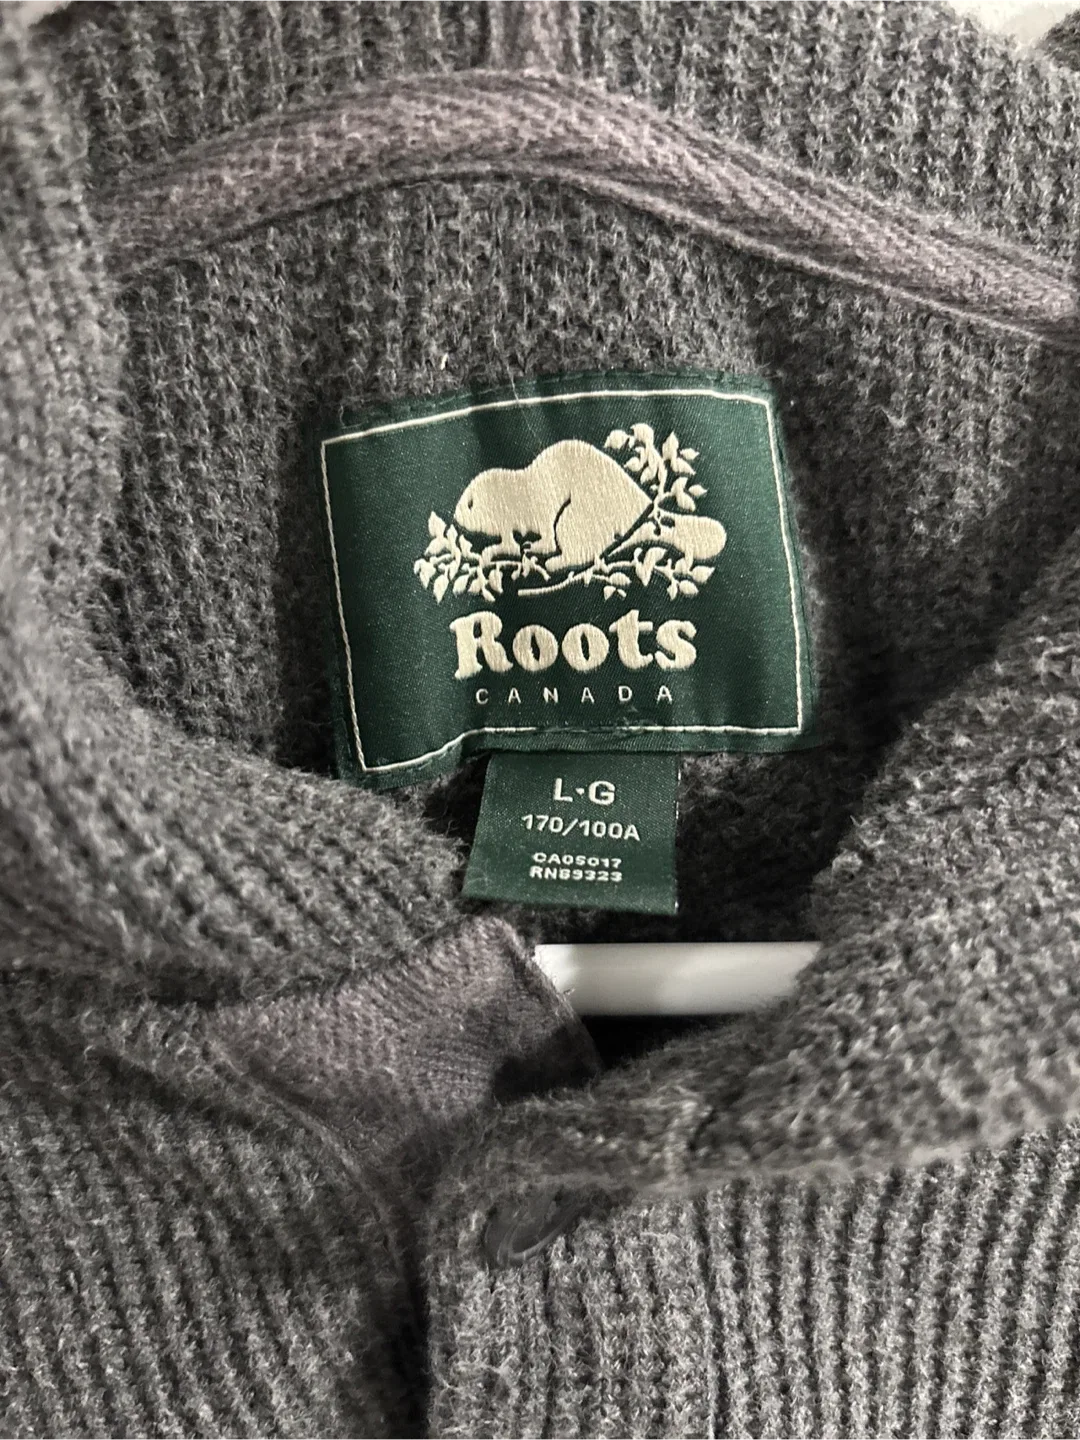 Roots
CANADA
L·G
170/100A
CA05017
RN89323